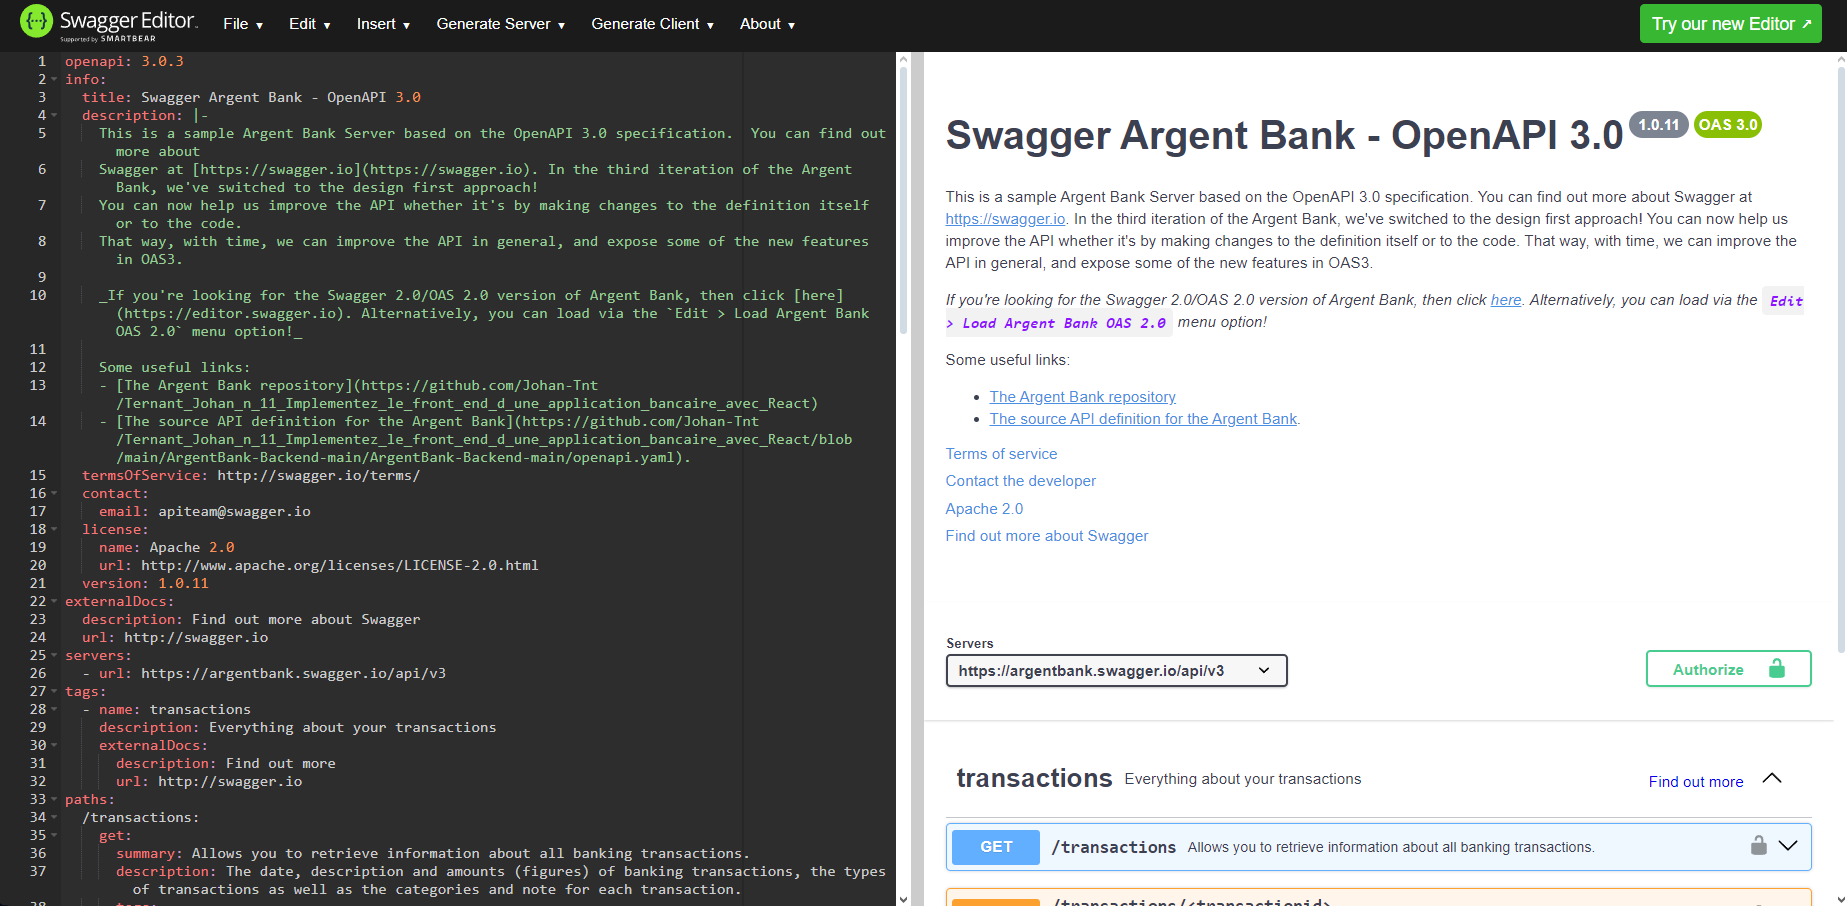 Swagger Editor.
Supported by SMARTBEAR
File ▾ Edit ▾ Insert ▾ Generate Server ▾ Generate Client ▾ About ▾
Try our new Editor ↗
1 openapi: 3.0.3
2 info:
3 title: Swagger Argent Bank - OpenAPI 3.0
4 description: |-
5 This is a sample Argent Bank Server based on the OpenAPI 3.0 specification.  You can find out
more about
6 Swagger at [https://swagger.io](https://swagger.io). In the third iteration of the Argent
Bank, we've switched to the design first approach!
7 You can now help us improve the API whether it's by making changes to the definition itself
or to the code.
8 That way, with time, we can improve the API in general, and expose some of the new features
in OAS3.
9
10 _If you're looking for the Swagger 2.0/OAS 2.0 version of Argent Bank, then click [here]
(https://editor.swagger.io). Alternatively, you can load via the `Edit > Load Argent Bank
OAS 2.0` menu option!_
11
12 Some useful links:
13 - [The Argent Bank repository](https://github.com/Johan-Tnt
/Ternant_Johan_n_11_Implementez_le_front_end_d_une_application_bancaire_avec_React)
14 - [The source API definition for the Argent Bank](https://github.com/Johan-Tnt
/Ternant_Johan_n_11_Implementez_le_front_end_d_une_application_bancaire_avec_React/blob
/main/ArgentBank-Backend-main/ArgentBank-Backend-main/openapi.yaml).
15 termsOfService: http://swagger.io/terms/
16 contact:
17 email: apiteam@swagger.io
18 license:
19 name: Apache 2.0
20 url: http://www.apache.org/licenses/LICENSE-2.0.html
21 version: 1.0.11
22 externalDocs:
23 description: Find out more about Swagger
24 url: http://swagger.io
25 servers:
26 - url: https://argentbank.swagger.io/api/v3
27 tags:
28 - name: transactions
29 description: Everything about your transactions
30 externalDocs:
31 description: Find out more
32 url: http://swagger.io
33 paths:
34 /transactions:
35 get:
36 summary: Allows you to retrieve information about all banking transactions.
37 description: The date, description and amounts (figures) of banking transactions, the types
of transactions as well as the categories and note for each transaction.
38 tags:
Swagger Argent Bank - OpenAPI 3.0 1.0.11 OAS 3.0
This is a sample Argent Bank Server based on the OpenAPI 3.0 specification. You can find out more about Swagger at
https://swagger.io. In the third iteration of the Argent Bank, we've switched to the design first approach! You can now help us
improve the API whether it's by making changes to the definition itself or to the code. That way, with time, we can improve the
API in general, and expose some of the new features in OAS3.
If you're looking for the Swagger 2.0/OAS 2.0 version of Argent Bank, then click here. Alternatively, you can load via the Edit
> Load Argent Bank OAS 2.0 menu option!
Some useful links:
• The Argent Bank repository
• The source API definition for the Argent Bank.
Terms of service
Contact the developer
Apache 2.0
Find out more about Swagger
Servers
https://argentbank.swagger.io/api/v3
Authorize
transactions Everything about your transactions Find out more
GET /transactions Allows you to retrieve information about all banking transactions.
/transactions/<transactionid>